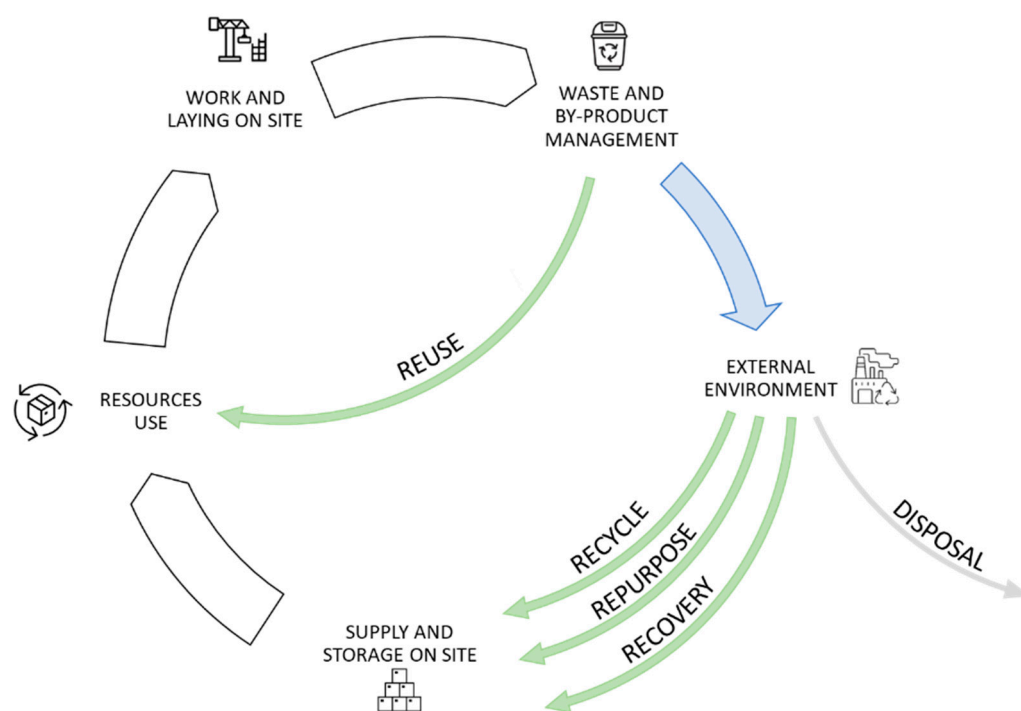 WORK AND
LAYING ON SITE
WASTE AND
BY-PRODUCT
MANAGEMENT
REUSE
EXTERNAL
ENVIRONMENT
RESOURCES
USE
RECYCLE
REPURPOSE
RECOVERY
DISPOSAL
SUPPLY AND
STORAGE ON SITE